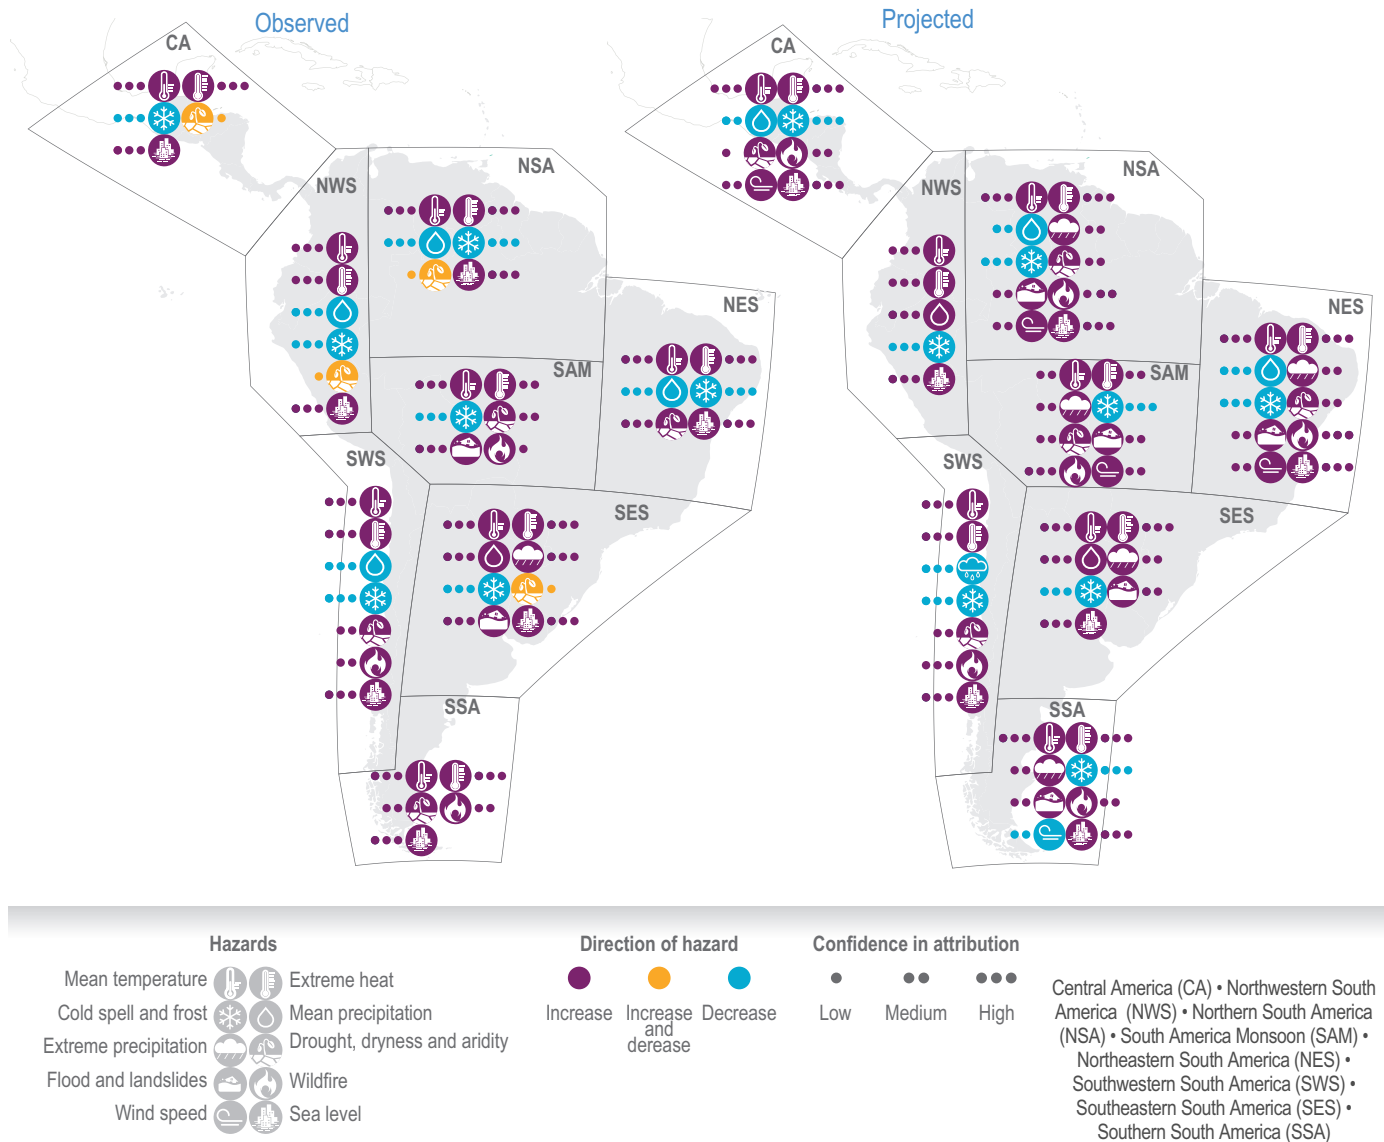 Observed
Projected
CA
NWS
NSA
NES
SAM
SWS
SES
SSA
CA
NWS
NSA
NES
SAM
SWS
SES
SSA
Hazards
Mean temperature
Extreme heat
Cold spell and frost
Mean precipitation
Extreme precipitation
Drought, dryness and aridity
Flood and landslides
Wildfire
Wind speed
Sea level
Direction of hazard
Increase
Increase
and
derease
Decrease
Confidence in attribution
Low
Medium
High
Central America (CA) • Northwestern South
America (NWS) • Northern South America
(NSA) • South America Monsoon (SAM) •
Northeastern South America (NES) •
Southwestern South America (SWS) •
Southeastern South America (SES) •
Southern South America (SSA)